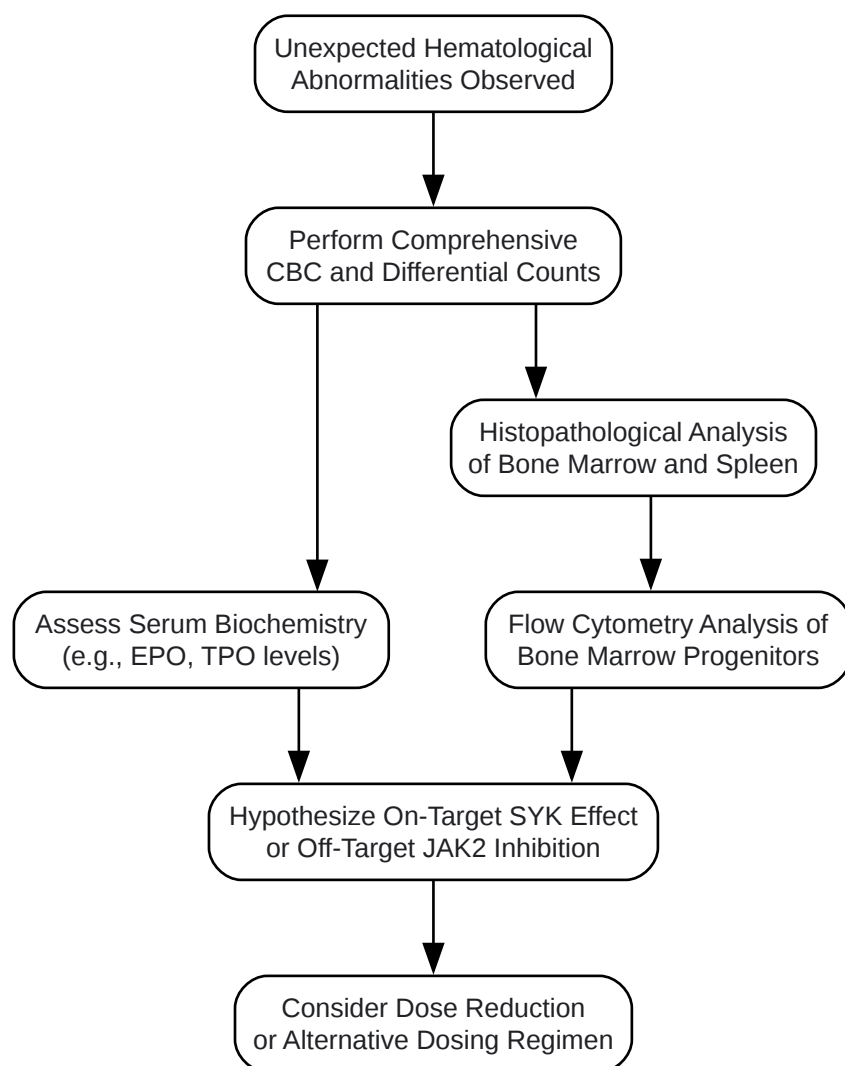 Unexpected Hematological
Abnormalities Observed
Perform Comprehensive
CBC and Differential Counts
Histopathological Analysis
of Bone Marrow and Spleen
Assess Serum Biochemistry
(e.g., EPO, TPO levels)
Flow Cytometry Analysis of
Bone Marrow Progenitors
Hypothesize On-Target SYK Effect
or Off-Target JAK2 Inhibition
Consider Dose Reduction
or Alternative Dosing Regimen